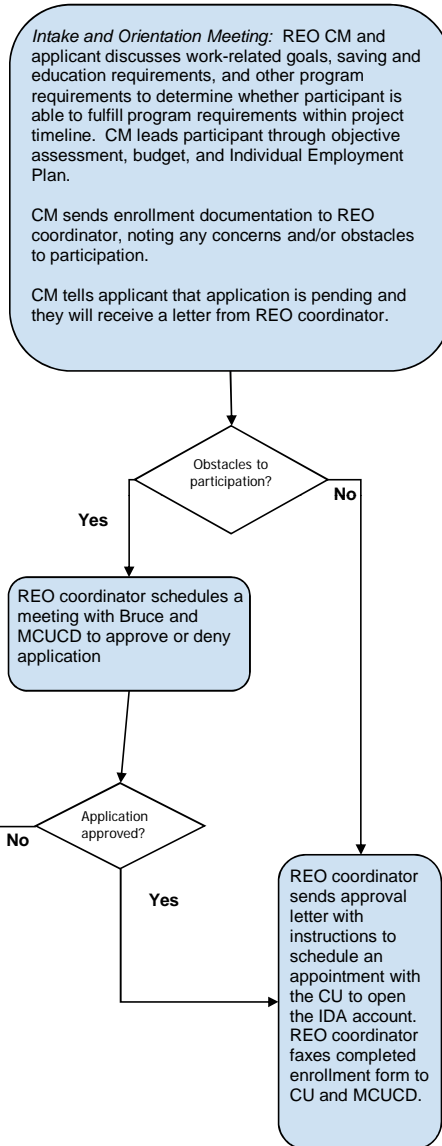 Intake and Orientation Meeting: REO CM and
applicant discusses work-related goals, saving and
education requirements, and other program
requirements to determine whether participant is
able to fulfill program requirements within project
timeline. CM leads participant through objective
assessment, budget, and Individual Employment
Plan.
CM sends enrollment documentation to REO
coordinator, noting any concerns and/or obstacles
to participation.
CM tells applicant that application is pending and
they will receive a letter from REO coordinator.
Obstacles to
participation?
Yes
No
REO coordinator schedules a
meeting with Bruce and
MCUCD to approve or deny
application
Application
approved?
No
Yes
REO coordinator
sends approval
letter with
instructions to
schedule an
appointment with
the CU to open
the IDA account.
REO coordinator
faxes completed
enrollment form to
CU and MCUCD.